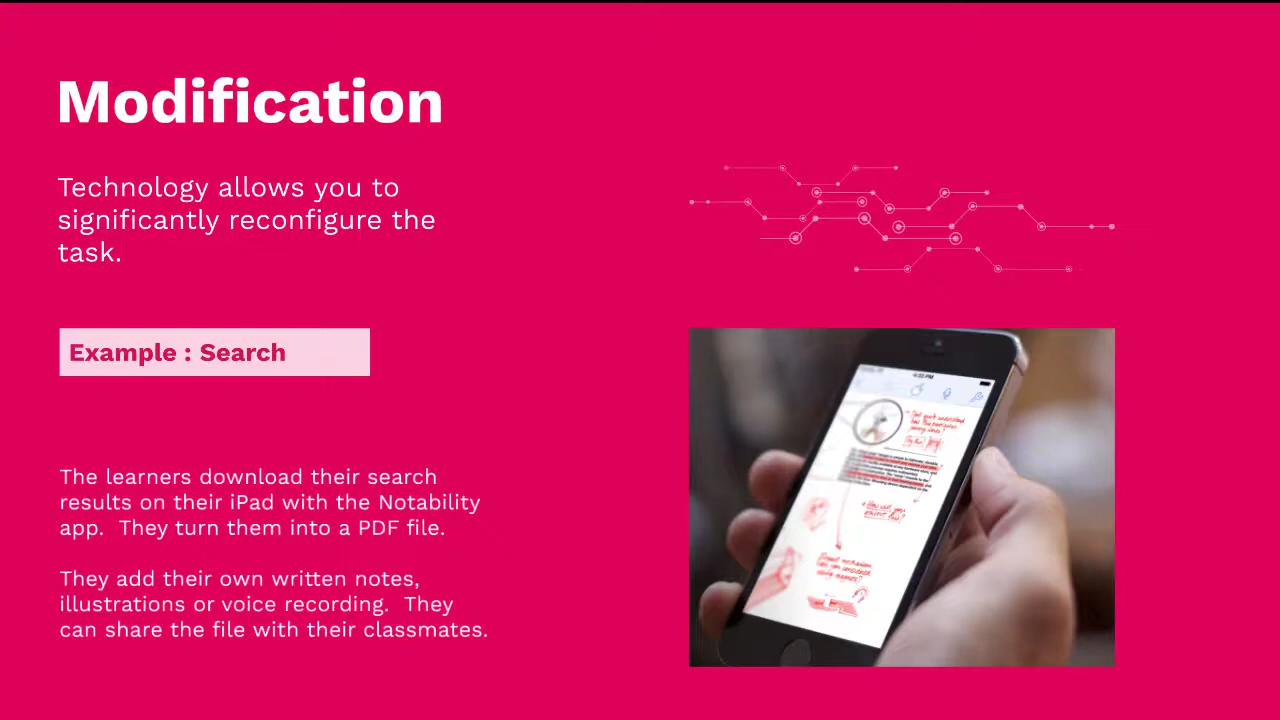 Modification
Technology allows you to
significantly reconfigure the
task.
Example : Search
The learners download their search
results on their iPad with the Notability
app.  They turn them into a PDF file.
They add their own written notes,
illustrations or voice recording.  They
can share the file with their classmates.